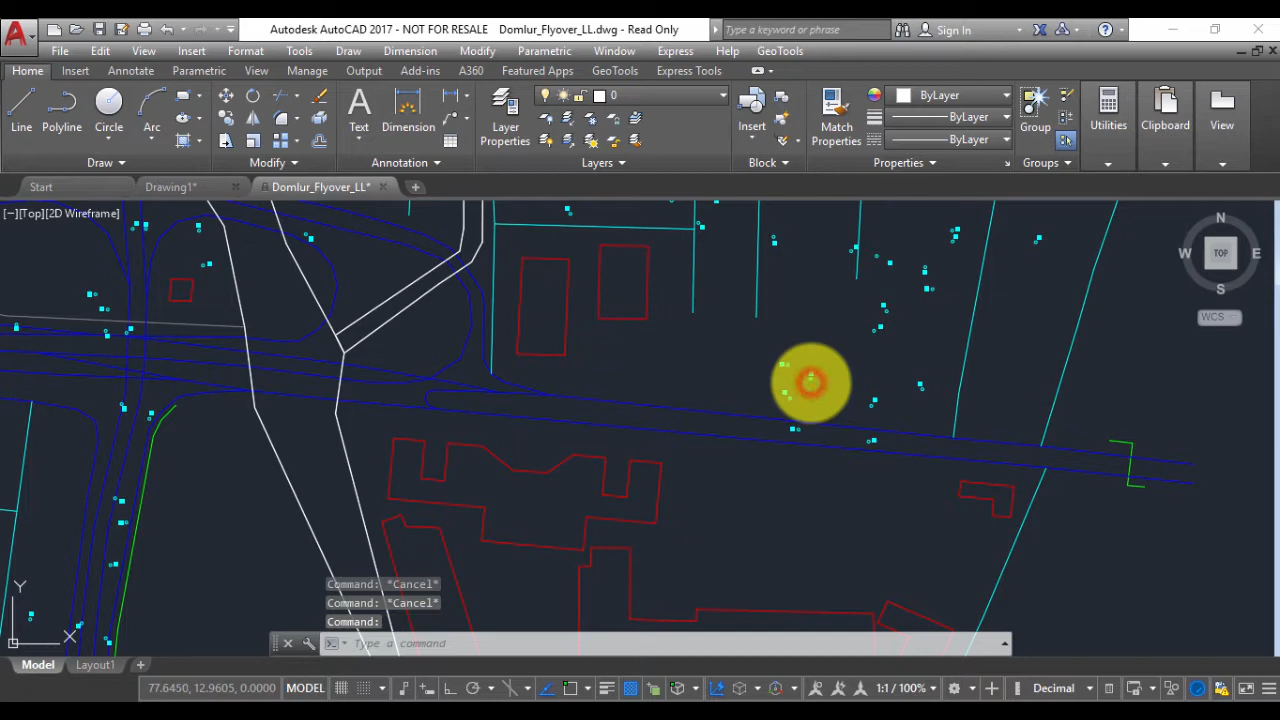 Autodesk AutoCAD 2017 - NOT FOR RESALE Domlur_Flyover_LL.dwg - Read Only
Type a keyword or phrase
Sign In
File Edit View Insert Format Tools Draw Dimension Modify Parametric Window Express Help GeoTools
Home Insert Annotate Parametric View Manage Output Add-ins A360 Featured Apps GeoTools Express Tools
0
ByLayer
ByLayer
ByLayer
Line Polyline Circle Arc
Text Dimension
Layer Properties
Insert
Match Properties
Group
Utilities
Clipboard
View
Draw Modify Annotation Layers Block Properties Groups
Start Drawing1* Domlur_Flyover_LL*
[−][Top][2D Wireframe]
N
W TOP E
S
WCS
Command: *Cancel*
Command: *Cancel*
Command:
Type a command
Y
X
Model Layout1
77.6450, 12.9605, 0.0000 MODEL 1:1 / 100% Decimal